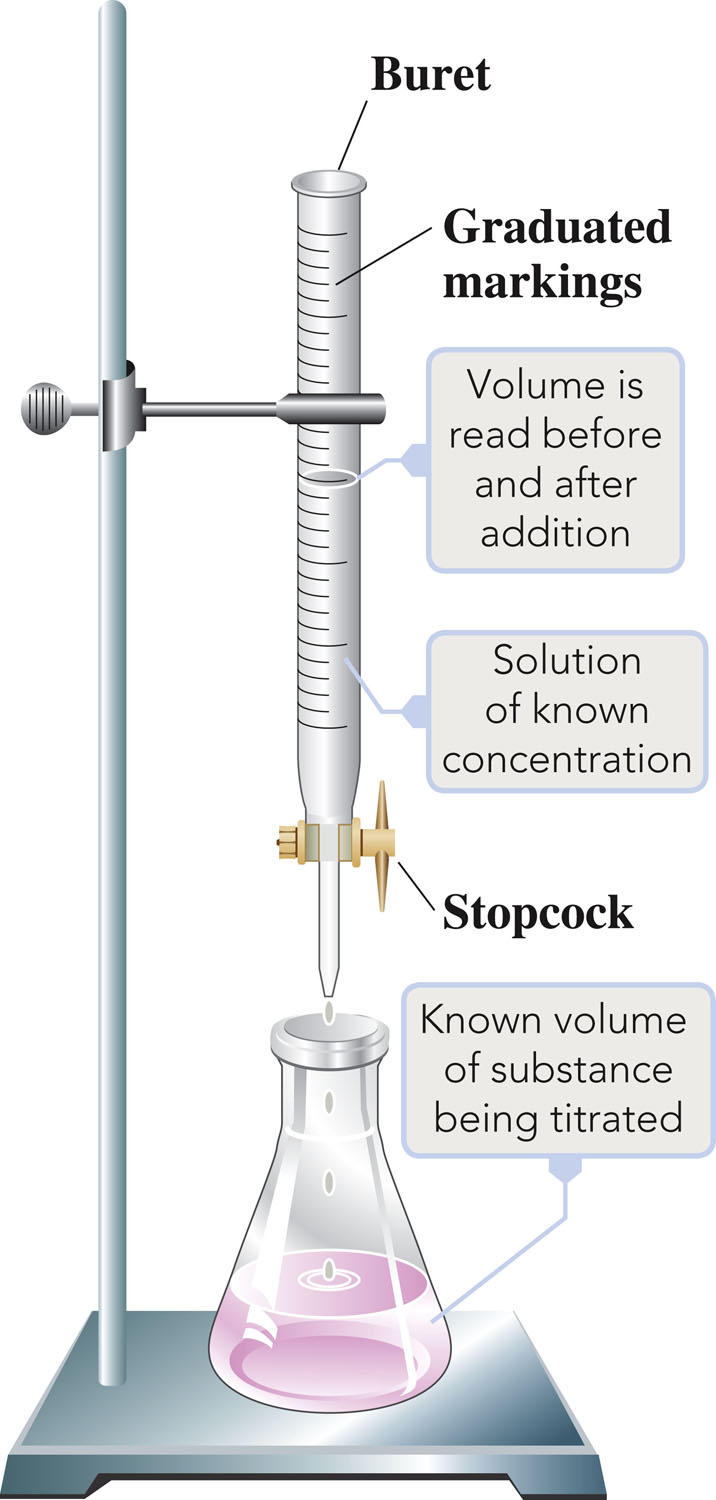 Buret
Graduated
markings
Volume is
read before
and after
addition
Solution
of known
concentration
Stopcock
Known volume
of substance
being titrated